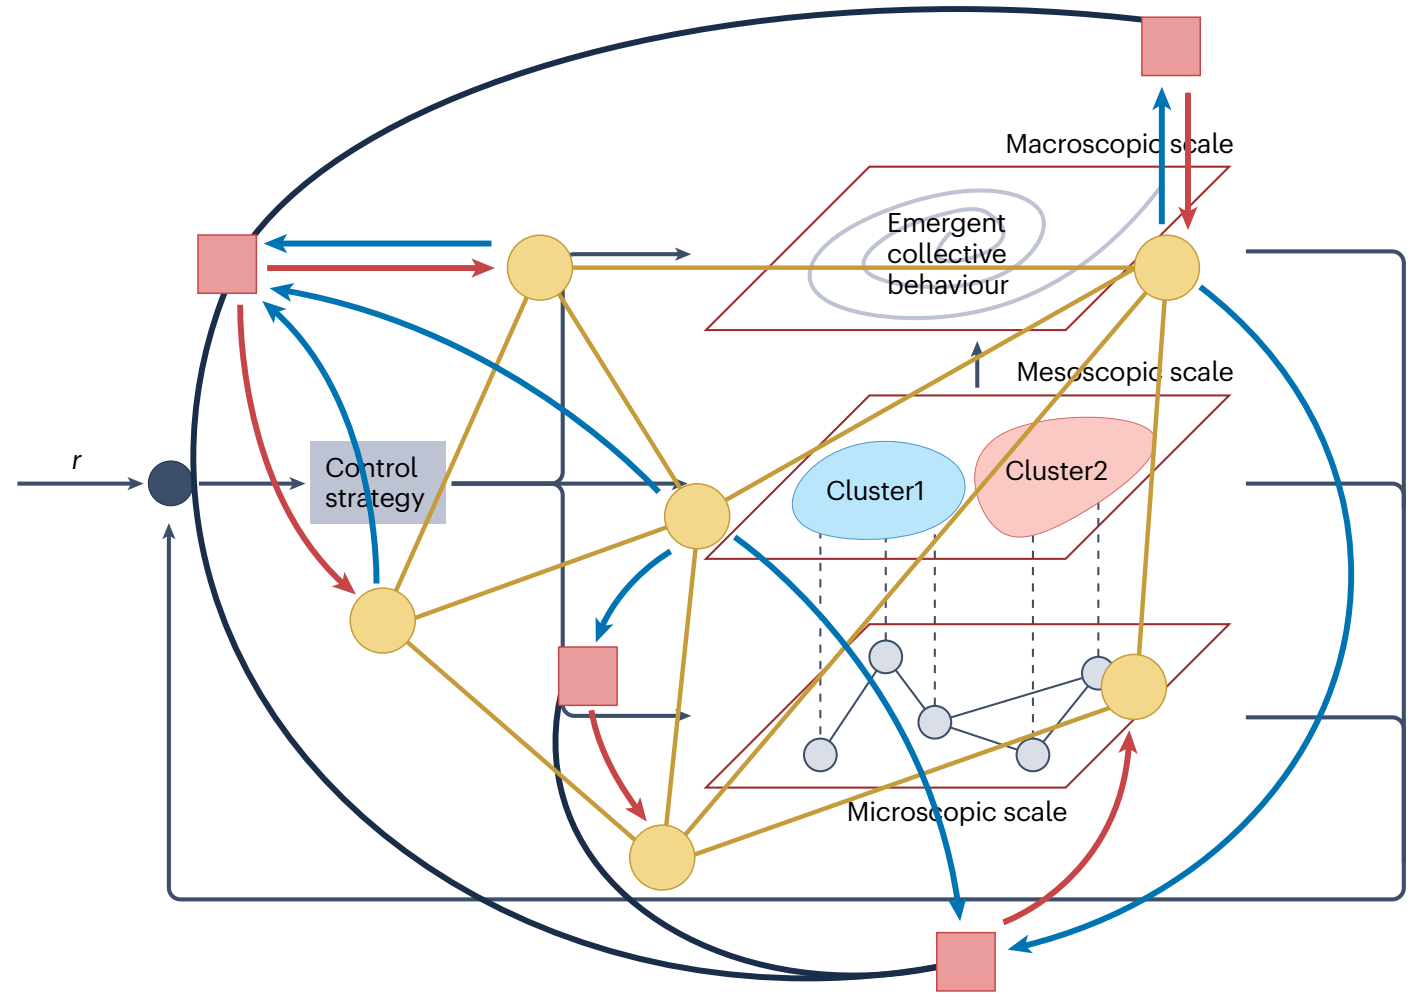 Macroscopic scale
Emergent
collective
behaviour
Mesoscopic scale
r
Control
strategy
Cluster1
Cluster2
Microscopic scale